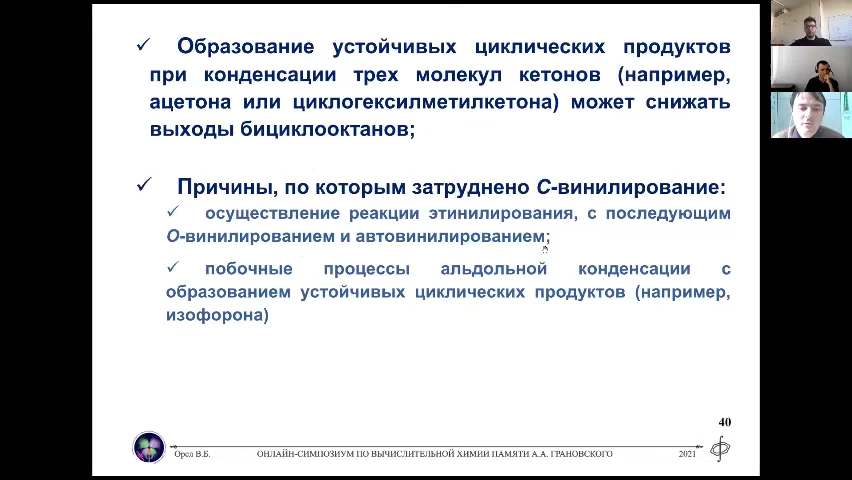 ✓ Образование устойчивых циклических продуктов
при конденсации трех молекул кетонов (например,
ацетона или циклогексилметилкетона) может снижать
выходы бициклооктанов;
✓ Причины, по которым затруднено С-винилирование:
✓ осуществление реакции этинилирования, с последующим
О-винилированием и автовинилированием;
✓ побочные процессы альдольной конденсации с
образованием устойчивых циклических продуктов (например,
изофорона)
40
Орел В.Б. ОНЛАЙН-СИМПОЗИУМ ПО ВЫЧИСЛИТЕЛЬНОЙ ХИМИИ ПАМЯТИ А.А. ГРАНОВСКОГО 2021